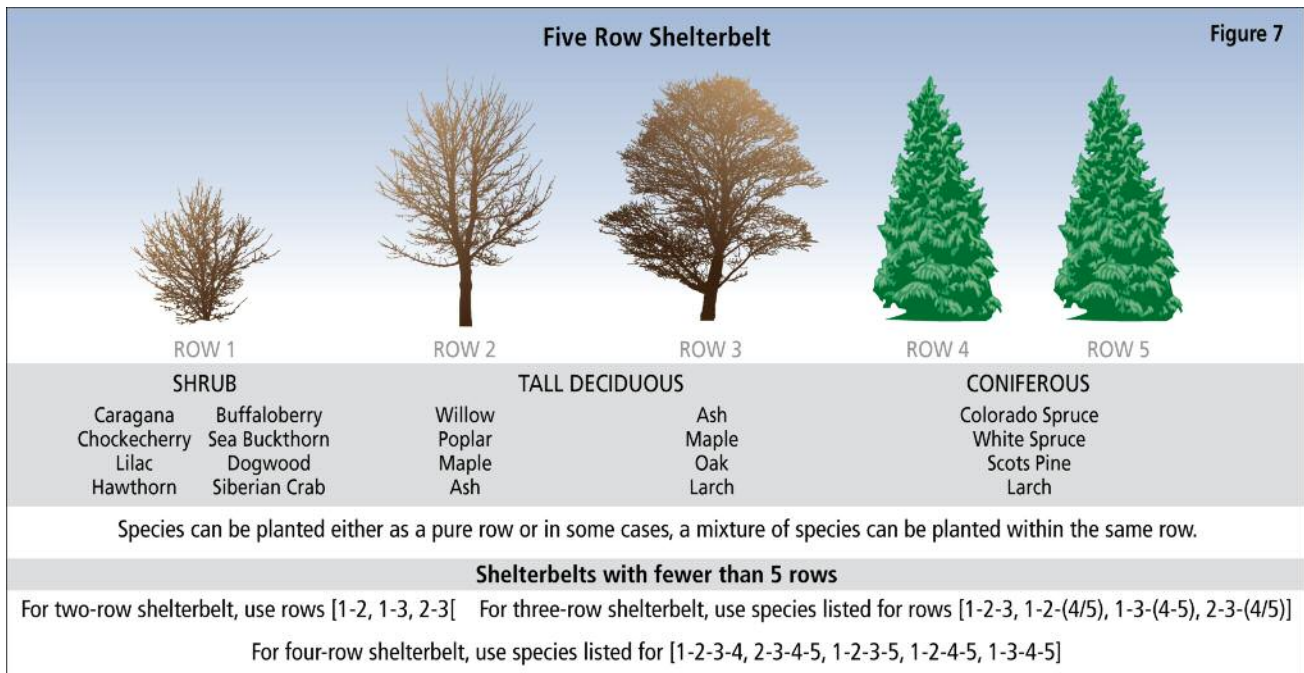 Five Row Shelterbelt
Figure 7
ROW 1
ROW 2
ROW 3
ROW 4
ROW 5
SHRUB
TALL DECIDUOUS
CONIFEROUS
Caragana Buffaloberry Willow Ash Colorado Spruce
Chockecherry Sea Buckthorn Poplar Maple White Spruce
Lilac Dogwood Maple Oak Scots Pine
Hawthorn Siberian Crab Ash Larch Larch
Species can be planted either as a pure row or in some cases, a mixture of species can be planted within the same row.
Shelterbelts with fewer than 5 rows
For two-row shelterbelt, use rows [1-2, 1-3, 2-3[ For three-row shelterbelt, use species listed for rows [1-2-3, 1-2-(4/5), 1-3-(4-5), 2-3-(4/5)]
For four-row shelterbelt, use species listed for [1-2-3-4, 2-3-4-5, 1-2-3-5, 1-2-4-5, 1-3-4-5]